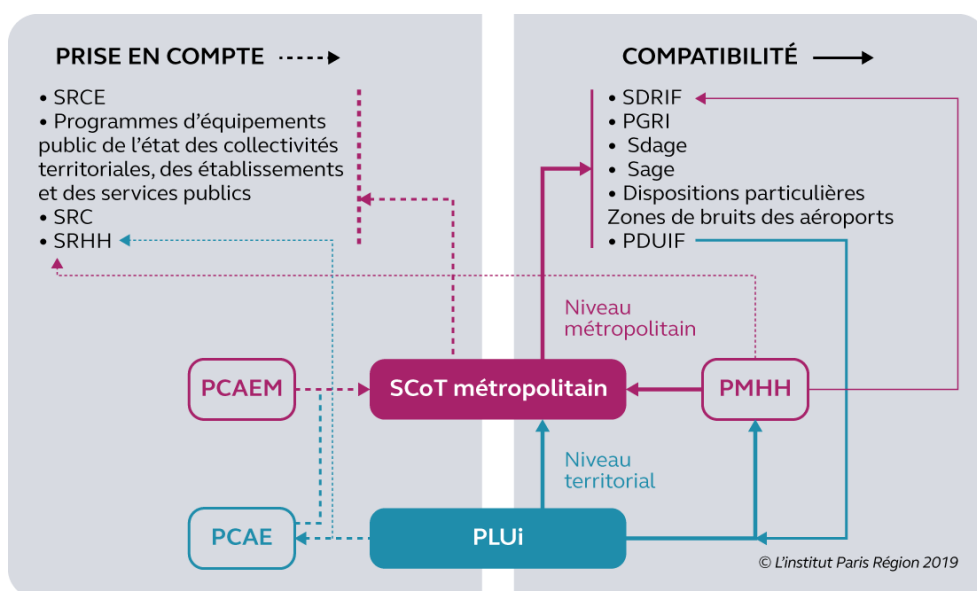 PRISE EN COMPTE
• SRCE
• Programmes d'équipements
public de l'état des collectivités
territoriales, des établissements
et des services publics
• SRC
• SRHH
COMPATIBILITÉ
• SDRIF
• PGRI
• Sdage
• Sage
• Dispositions particulières
Zones de bruits des aéroports
• PDUIF
Niveau
métropolitain
PCAEM
SCoT métropolitain
PMHH
Niveau
territorial
PCAE
PLUi
© L'institut Paris Région 2019